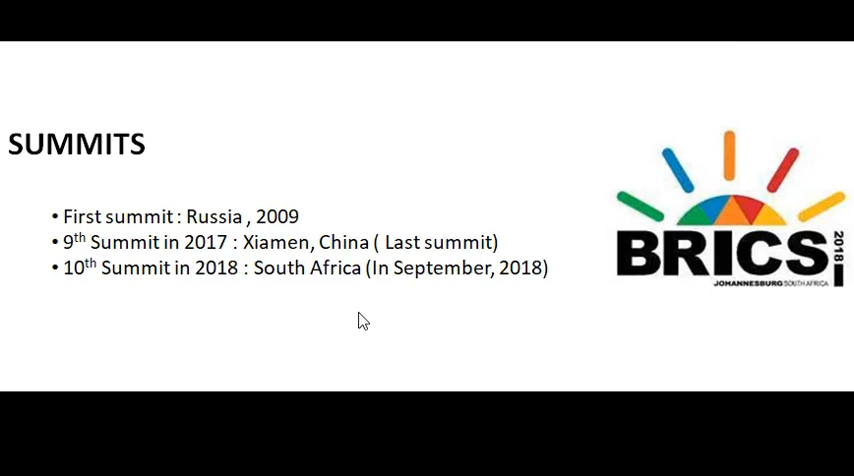 SUMMITS
• First summit : Russia , 2009
• 9th Summit in 2017 : Xiamen, China ( Last summit)
• 10th Summit in 2018 : South Africa (In September, 2018)
BRICS
2018
JOHANNESBURG SOUTH AFRICA